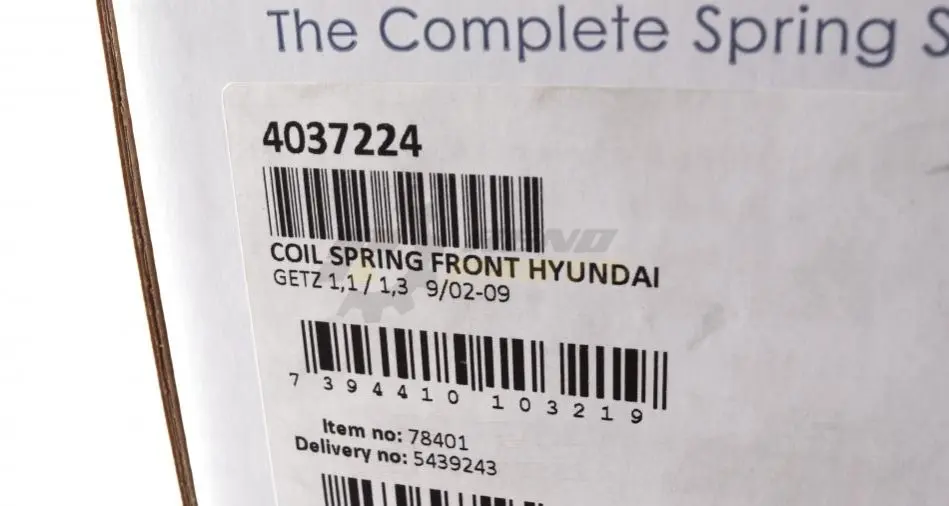 The Complete Spring S
4037224
COIL SPRING FRONT HYUNDAI
GETZ 1,1 / 1,3 9/02-09
7 394410 103219
Item no: 78401
Delivery no: 5439243